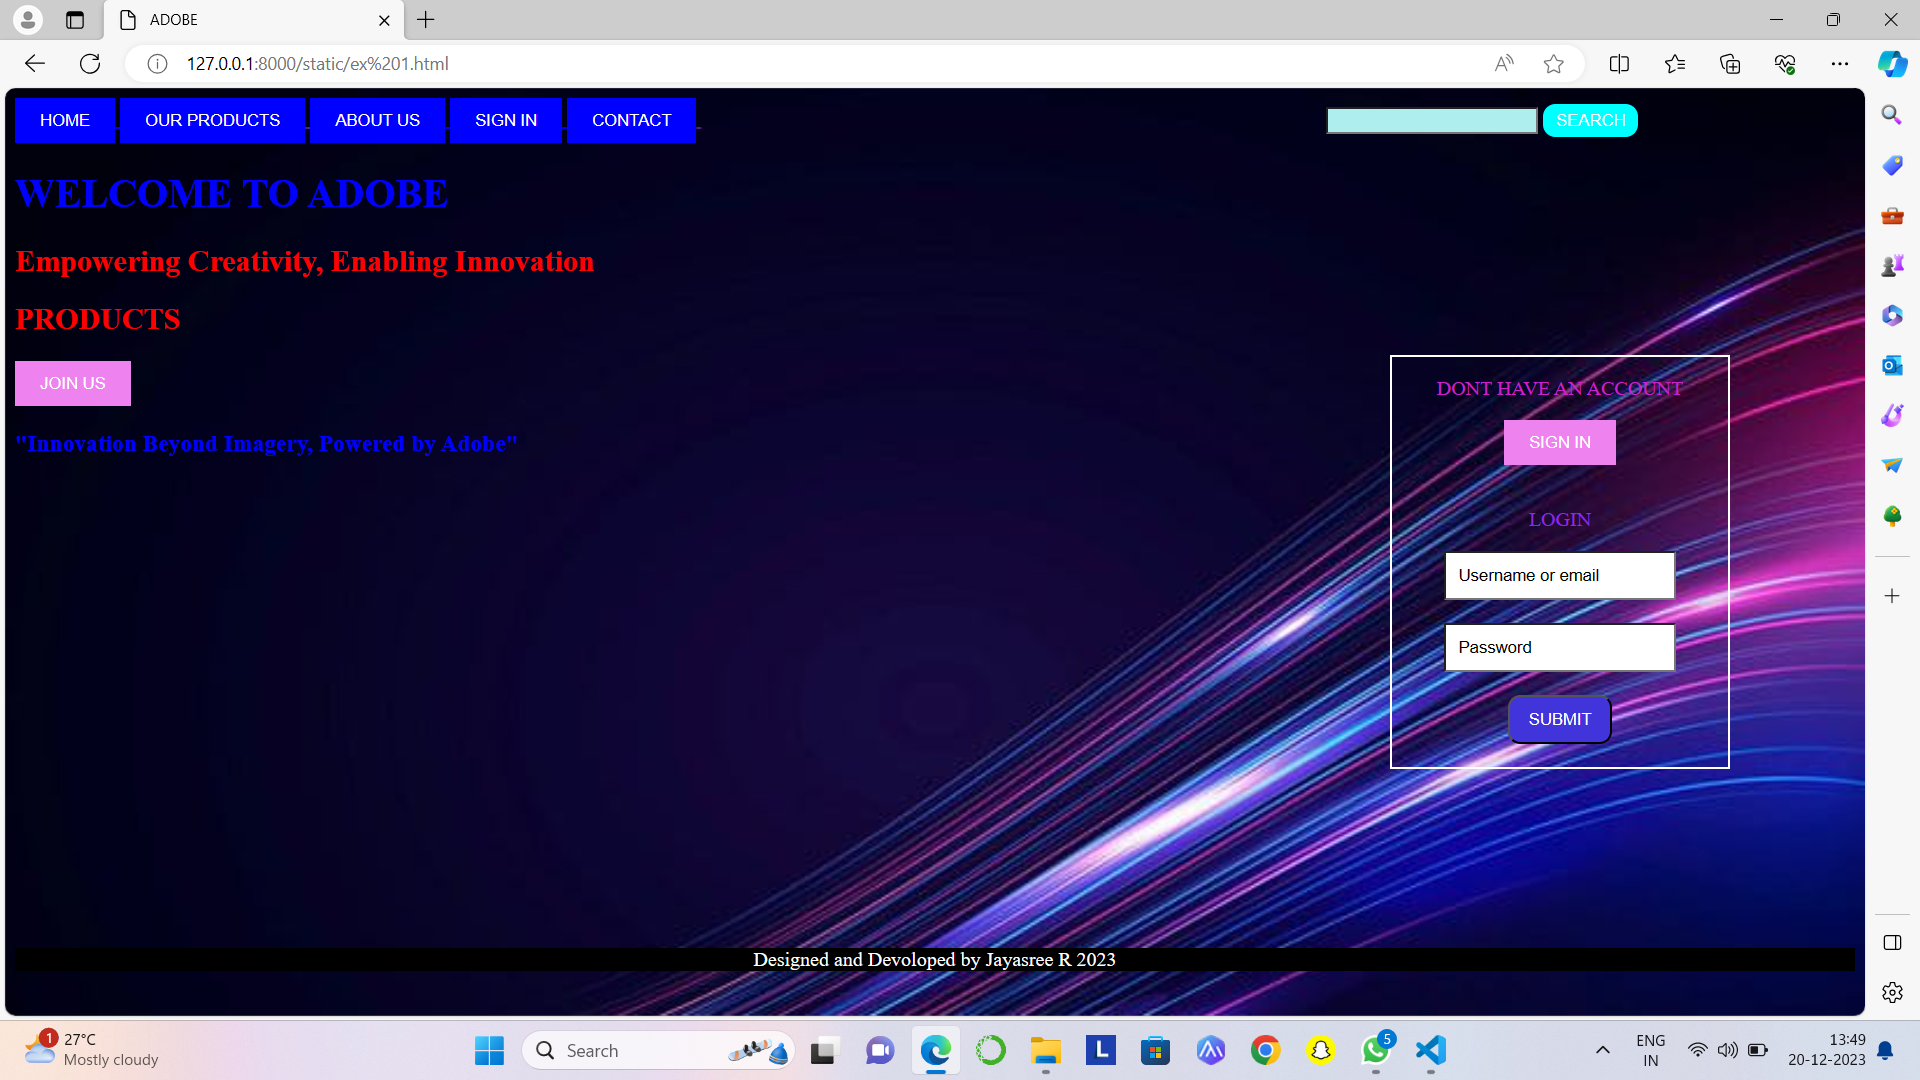 ADOBE
127.0.0.1:8000/static/ex%201.html
HOME OUR PRODUCTS ABOUT US SIGN IN CONTACT SEARCH
WELCOME TO ADOBE
Empowering Creativity, Enabling Innovation
PRODUCTS
JOIN US
"Innovation Beyond Imagery, Powered by Adobe"
DONT HAVE AN ACCOUNT
SIGN IN
LOGIN
Username or email
Password
SUBMIT
Designed and Devoloped by Jayasree R 2023
1
27°C
Mostly cloudy
Search
L
5
ENG
IN
13:49
20-12-2023